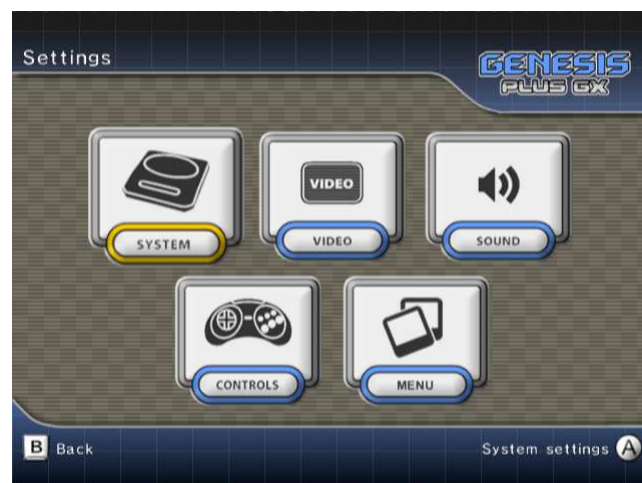 Settings
GENESIS
PLUS GX
VIDEO
SYSTEM
VIDEO
SOUND
CONTROLS
MENU
B Back
System settings A